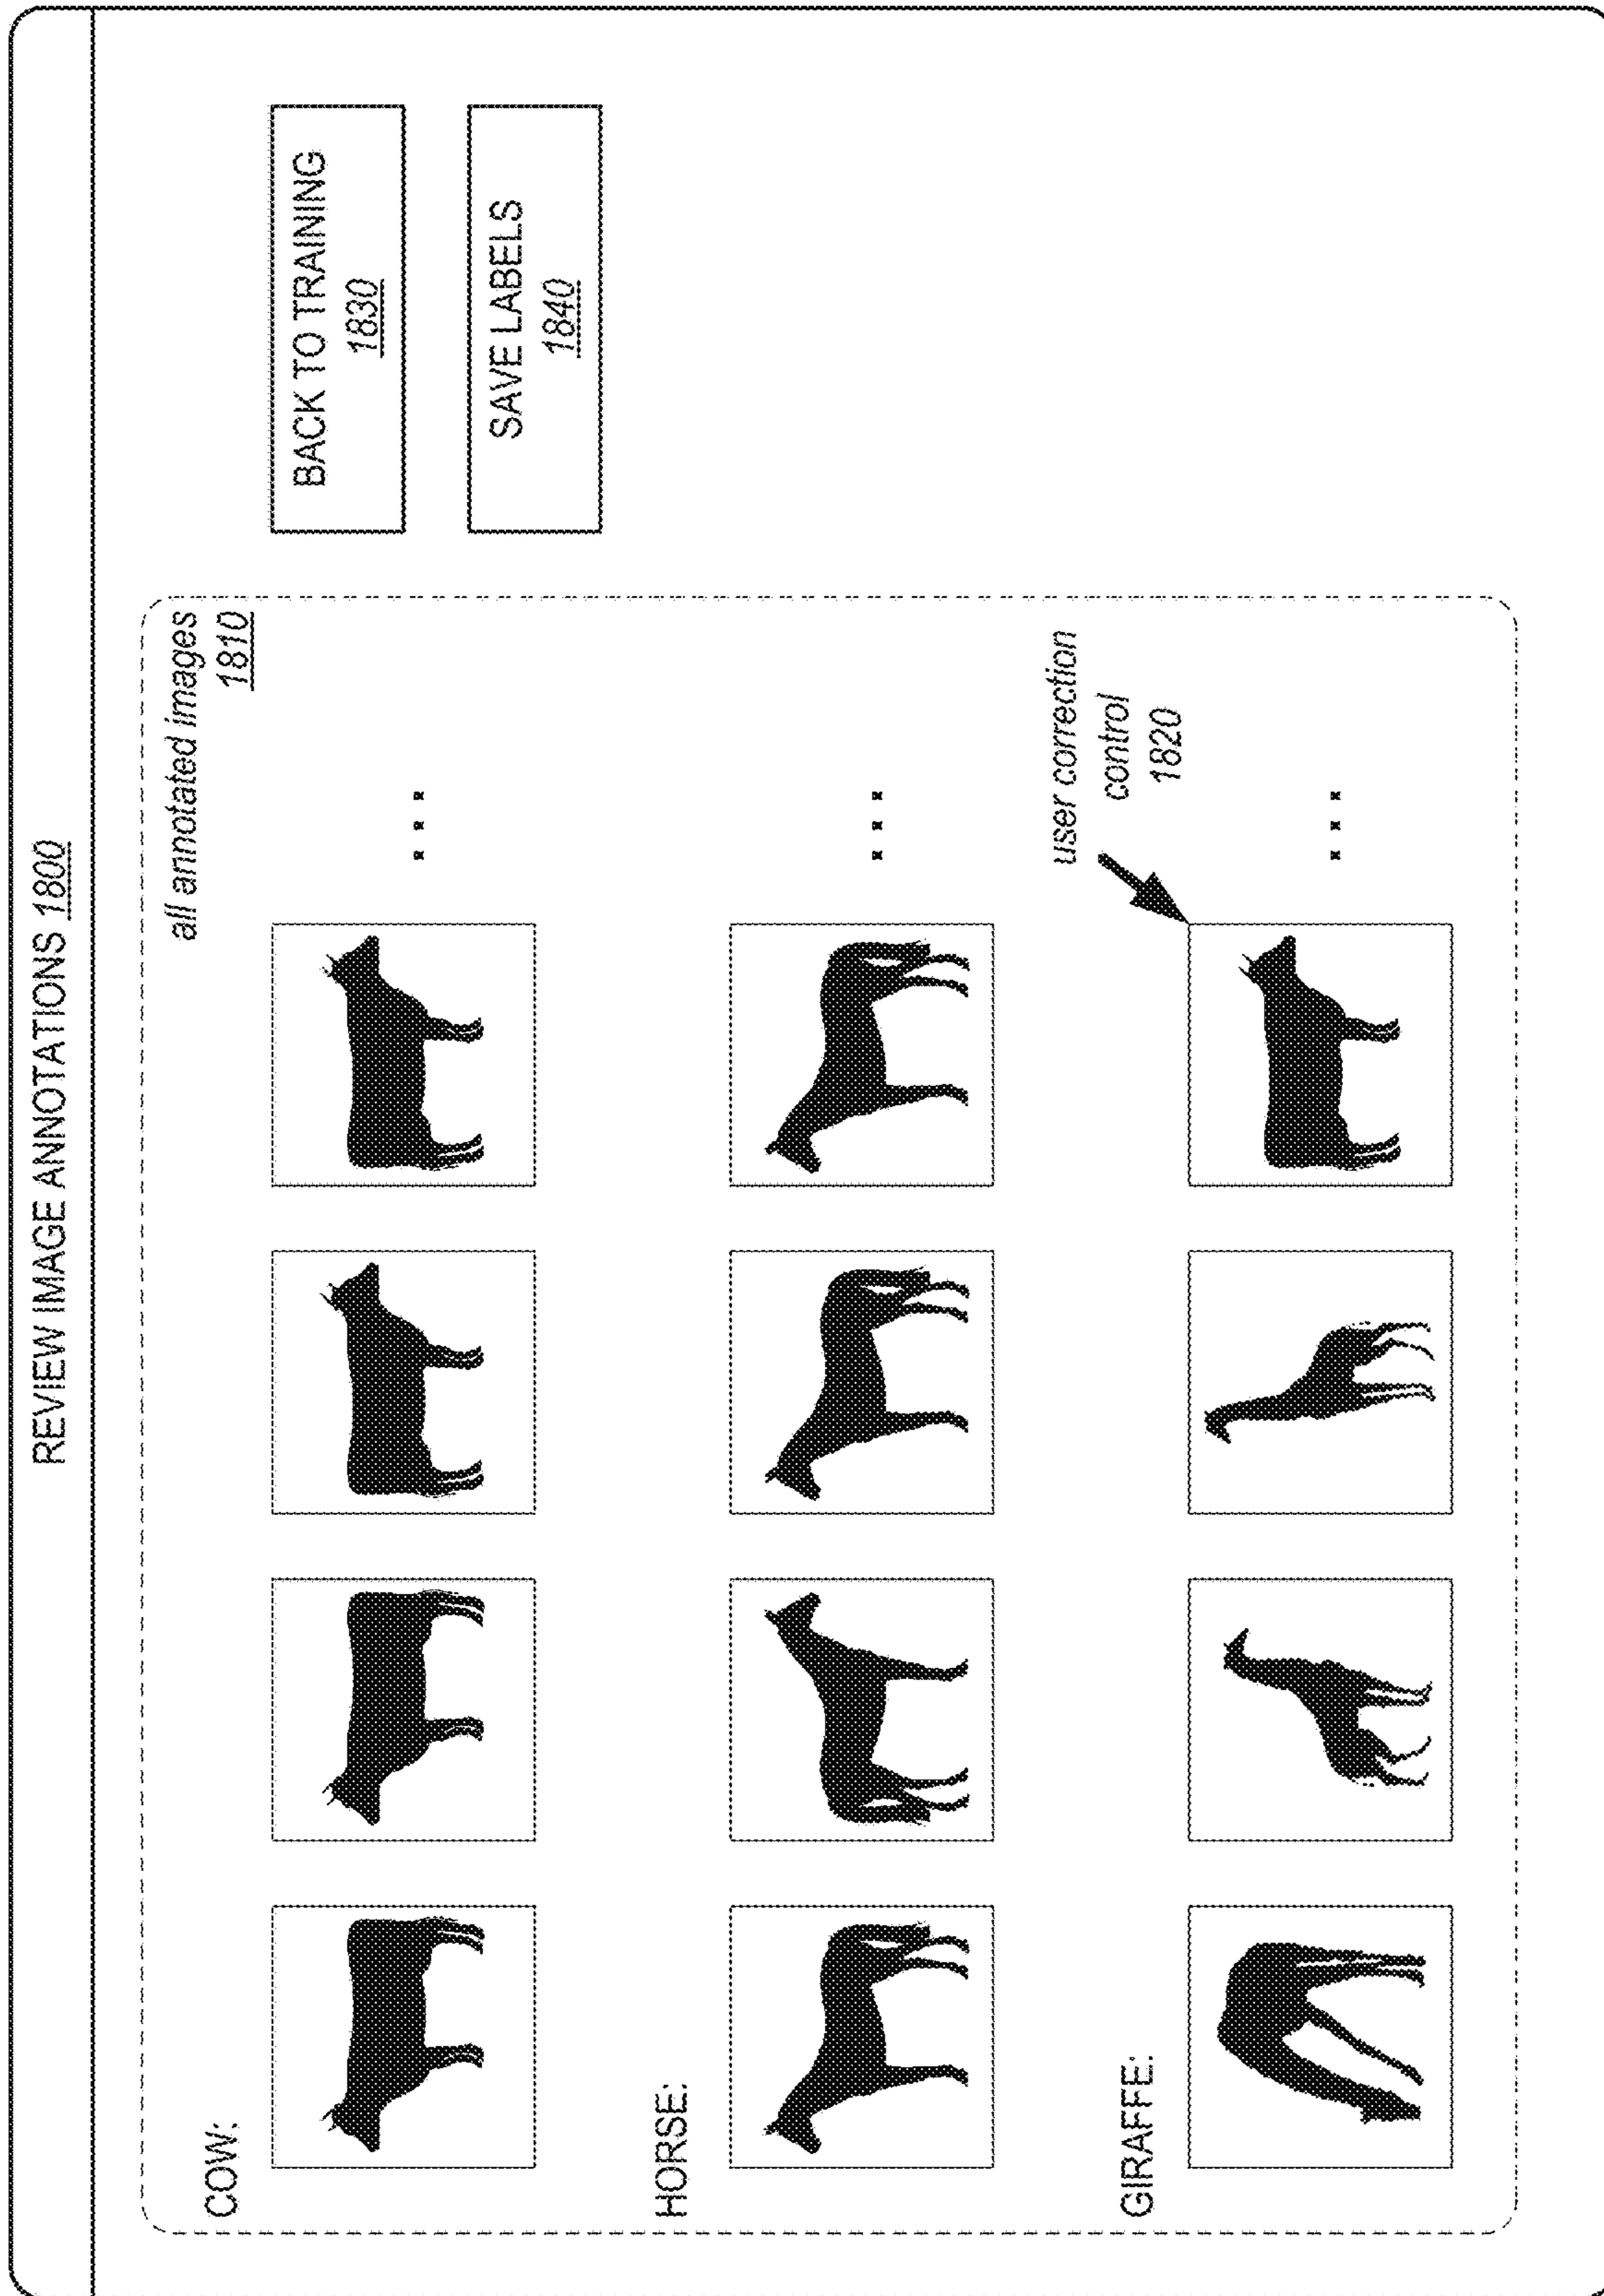 REVIEW IMAGE ANNOTATIONS 1800
all annotated images
1810
COW:
HORSE:
GIRAFFE:
user correction
control
1820
BACK TO TRAINING
1830
SAVE LABELS
1840